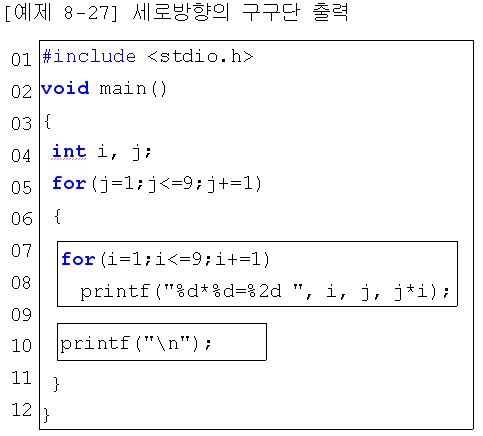 [예제 8-27] 세로방향의 구구단 출력
01 #include <stdio.h>
02 void main()
03 {
04 int i, j;
05 for(j=1;j<=9;j+=1)
06 {
07 for(i=1;i<=9;i+=1)
08 printf("%d*%d=%2d ", i, j, j*i);
09
10 printf("\n");
11 }
12 }